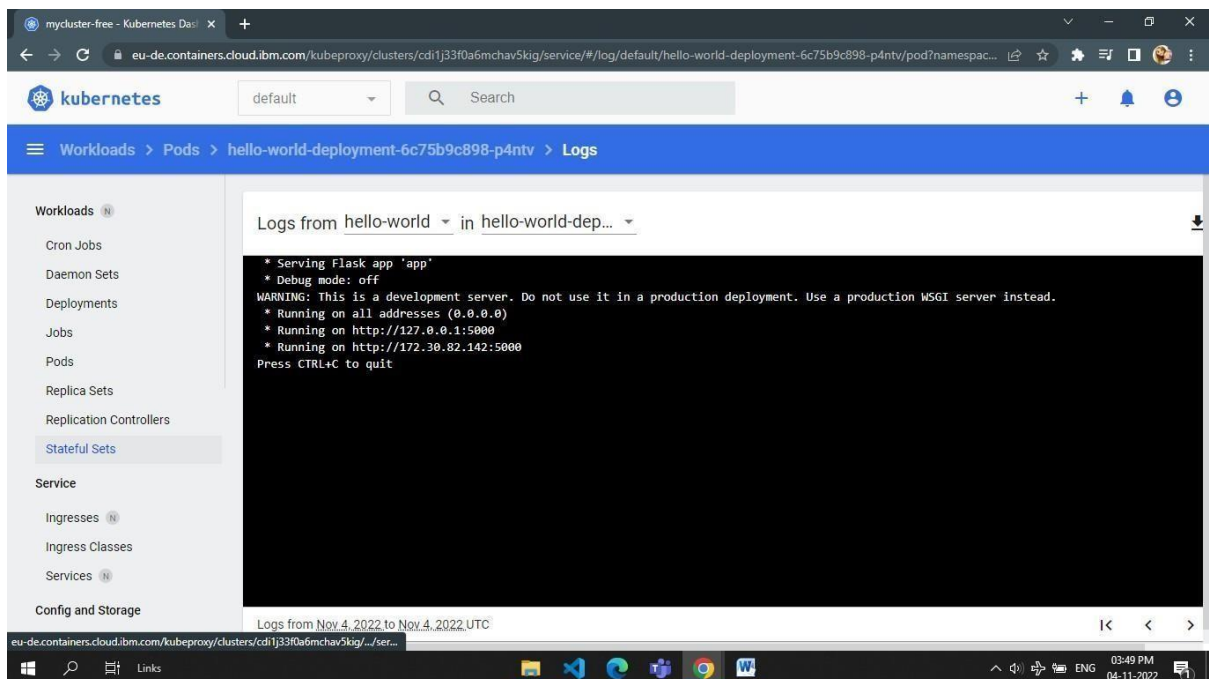 mycluster-free - Kubernetes Das
eu-de.containers.cloud.ibm.com/kubeproxy/clusters/cdi1j33f0a6mchav5kig/service/#/log/default/hello-world-deployment-6c75b9c898-p4ntv/pod?namespac...
kubernetes
default
Search
Workloads > Pods > hello-world-deployment-6c75b9c898-p4ntv > Logs
Workloads N
Cron Jobs
Daemon Sets
Deployments
Jobs
Pods
Replica Sets
Replication Controllers
Stateful Sets
Service
Ingresses N
Ingress Classes
Services N
Config and Storage
Logs from hello-world in hello-world-dep...
* Serving Flask app 'app'
* Debug mode: off
WARNING: This is a development server. Do not use it in a production deployment. Use a production WSGI server instead.
* Running on all addresses (0.0.0.0)
* Running on http://127.0.0.1:5000
* Running on http://172.30.82.142:5000
Press CTRL+C to quit
Logs from Nov 4, 2022 to Nov 4, 2022 UTC
eu-de.containers.cloud.ibm.com/kubeproxy/clusters/cdi1j33f0a6mchav5kig/.../ser...
Links
ENG
03:49 PM
04-11-2022